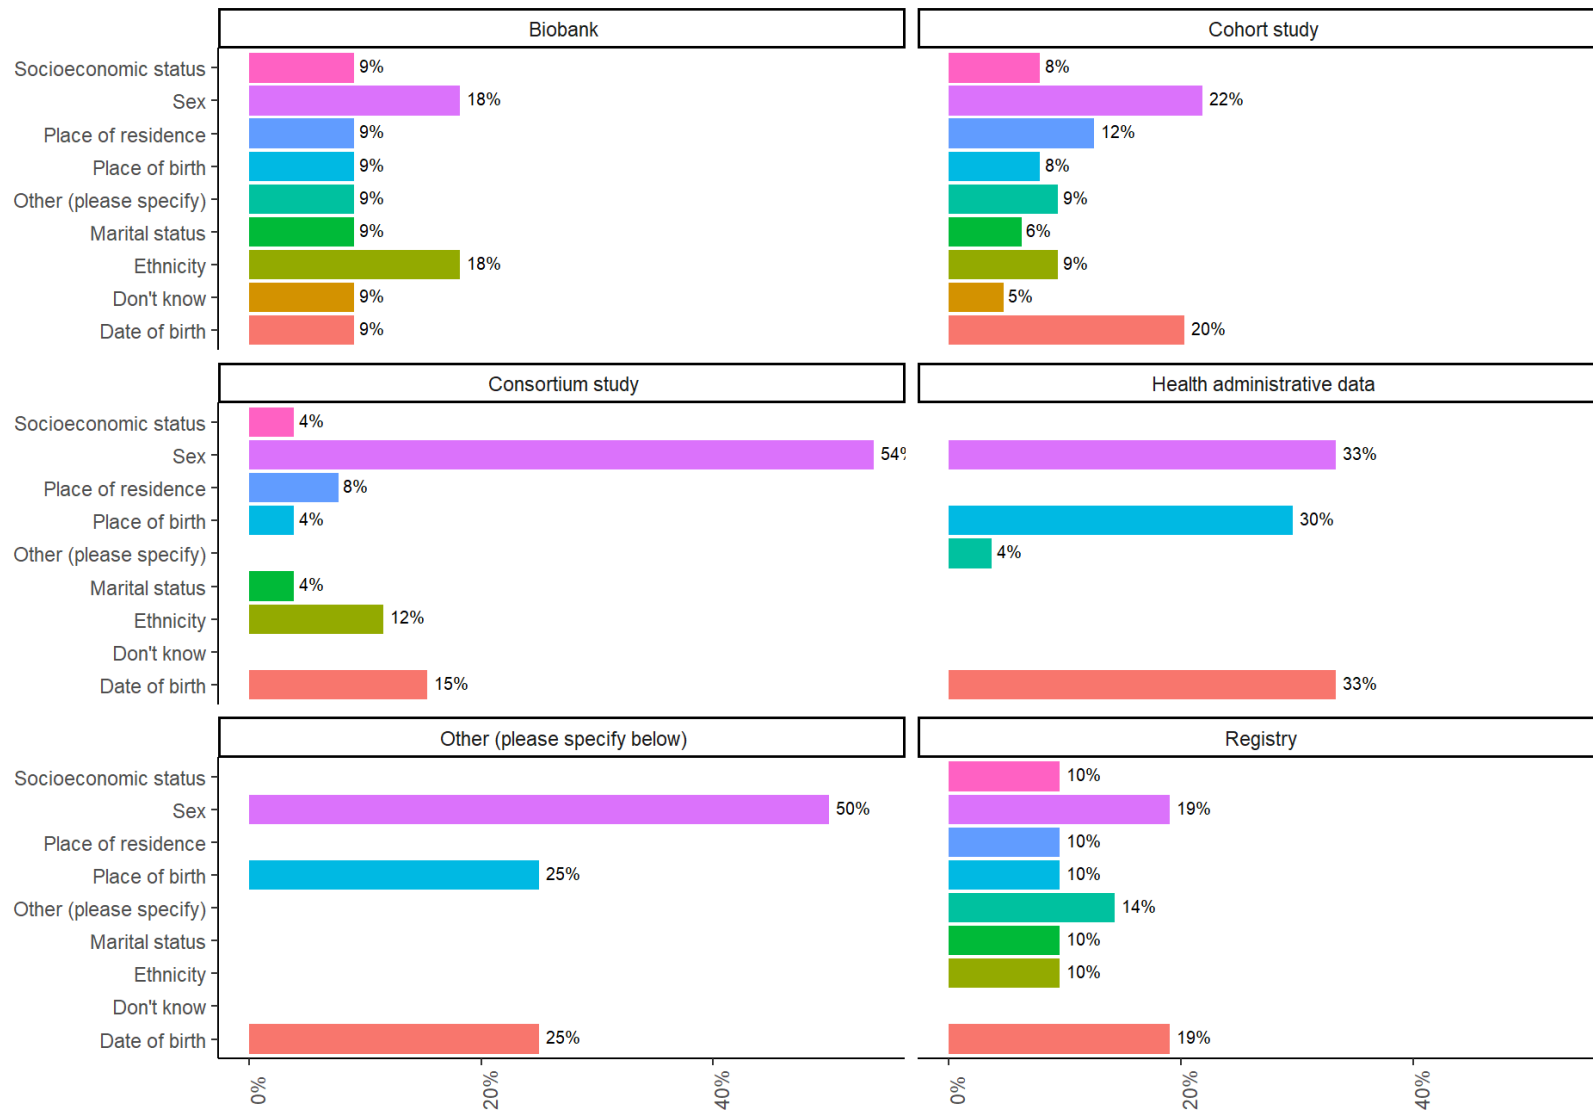 Biobank
Cohort study
Socioeconomic status 9% 8%
Sex 18% 22%
Place of residence 9% 12%
Place of birth 9% 8%
Other (please specify) 9% 9%
Marital status 9% 6%
Ethnicity 18% 9%
Don't know 9% 5%
Date of birth 9% 20%
Consortium study
Health administrative data
Socioeconomic status 4%
Sex 54% 33%
Place of residence 8%
Place of birth 4% 30%
Other (please specify) 4%
Marital status 4%
Ethnicity 12%
Don't know
Date of birth 15% 33%
Other (please specify below)
Registry
Socioeconomic status 10%
Sex 50% 19%
Place of residence 10%
Place of birth 25% 10%
Other (please specify) 14%
Marital status 10%
Ethnicity 10%
Don't know
Date of birth 25% 19%
0% 20% 40% 0% 20% 40%